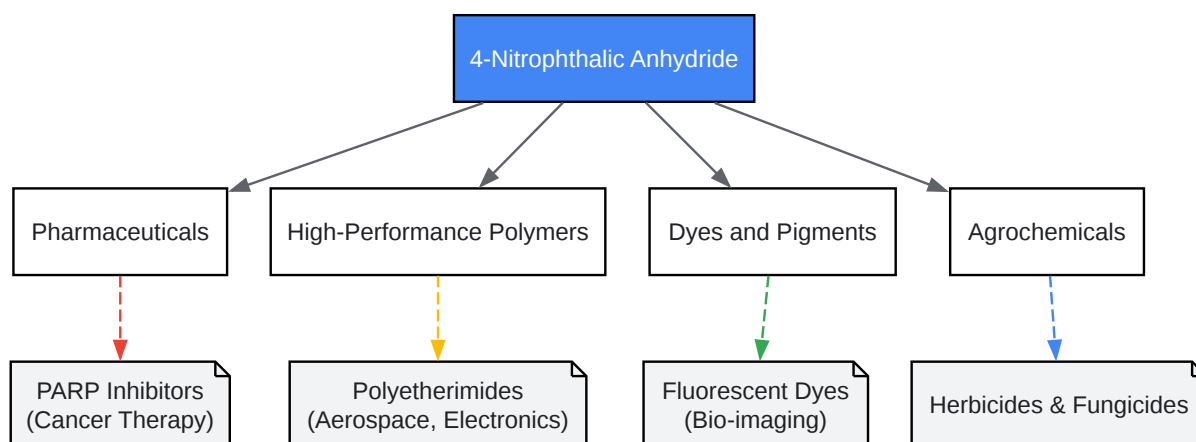 4-Nitrophthalic Anhydride
Pharmaceuticals
High-Performance Polymers
Dyes and Pigments
Agrochemicals
PARP Inhibitors
(Cancer Therapy)
Polyetherimides
(Aerospace, Electronics)
Fluorescent Dyes
(Bio-imaging)
Herbicides & Fungicides